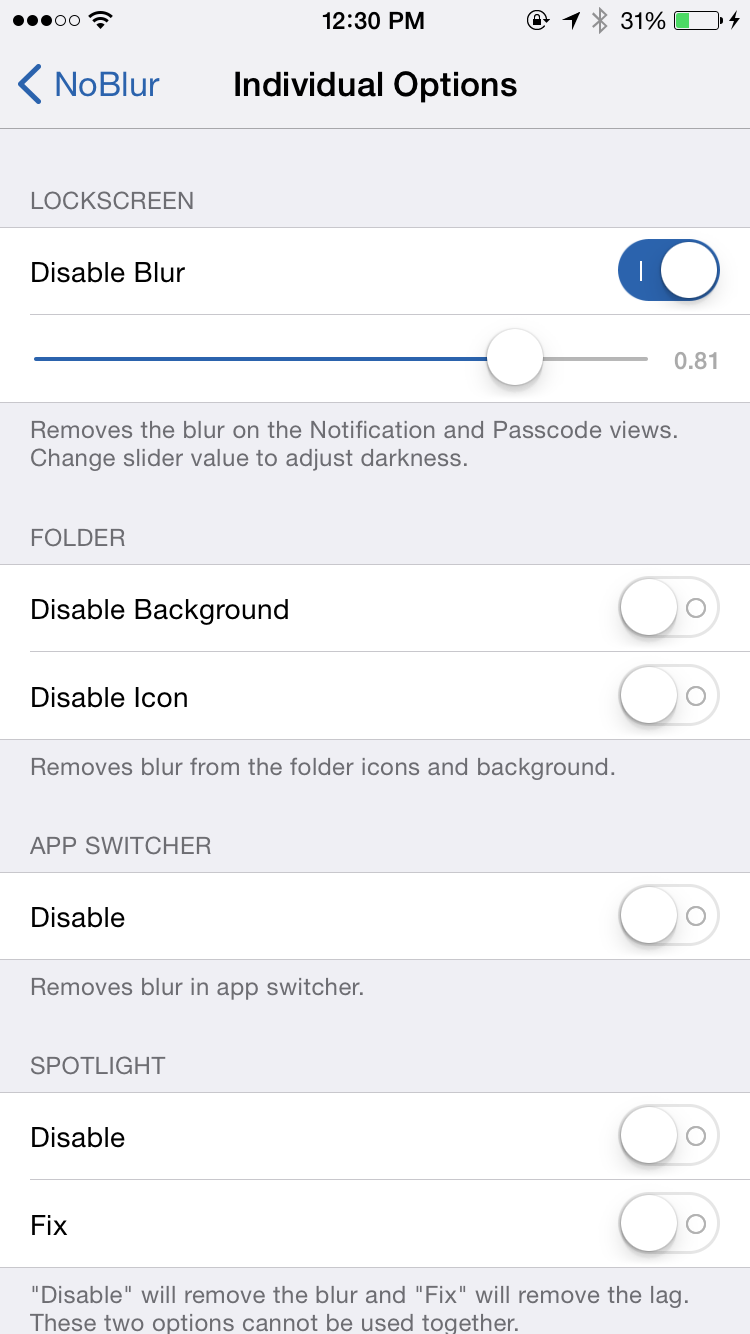 12:30 PM 31%
NoBlur Individual Options
LOCKSCREEN
Disable Blur
0.81
Removes the blur on the Notification and Passcode views.
Change slider value to adjust darkness.
FOLDER
Disable Background
Disable Icon
Removes blur from the folder icons and background.
APP SWITCHER
Disable
Removes blur in app switcher.
SPOTLIGHT
Disable
Fix
"Disable" will remove the blur and "Fix" will remove the lag.
These two options cannot be used together.